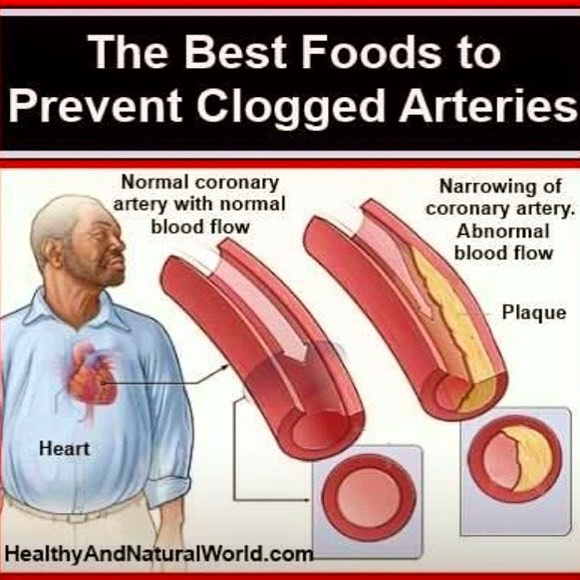 The Best Foods to
Prevent Clogged Arteries
Normal coronary
artery with normal
blood flow
Narrowing of
coronary artery.
Abnormal
blood flow
Plaque
Heart
HealthyAndNaturalWorld.com